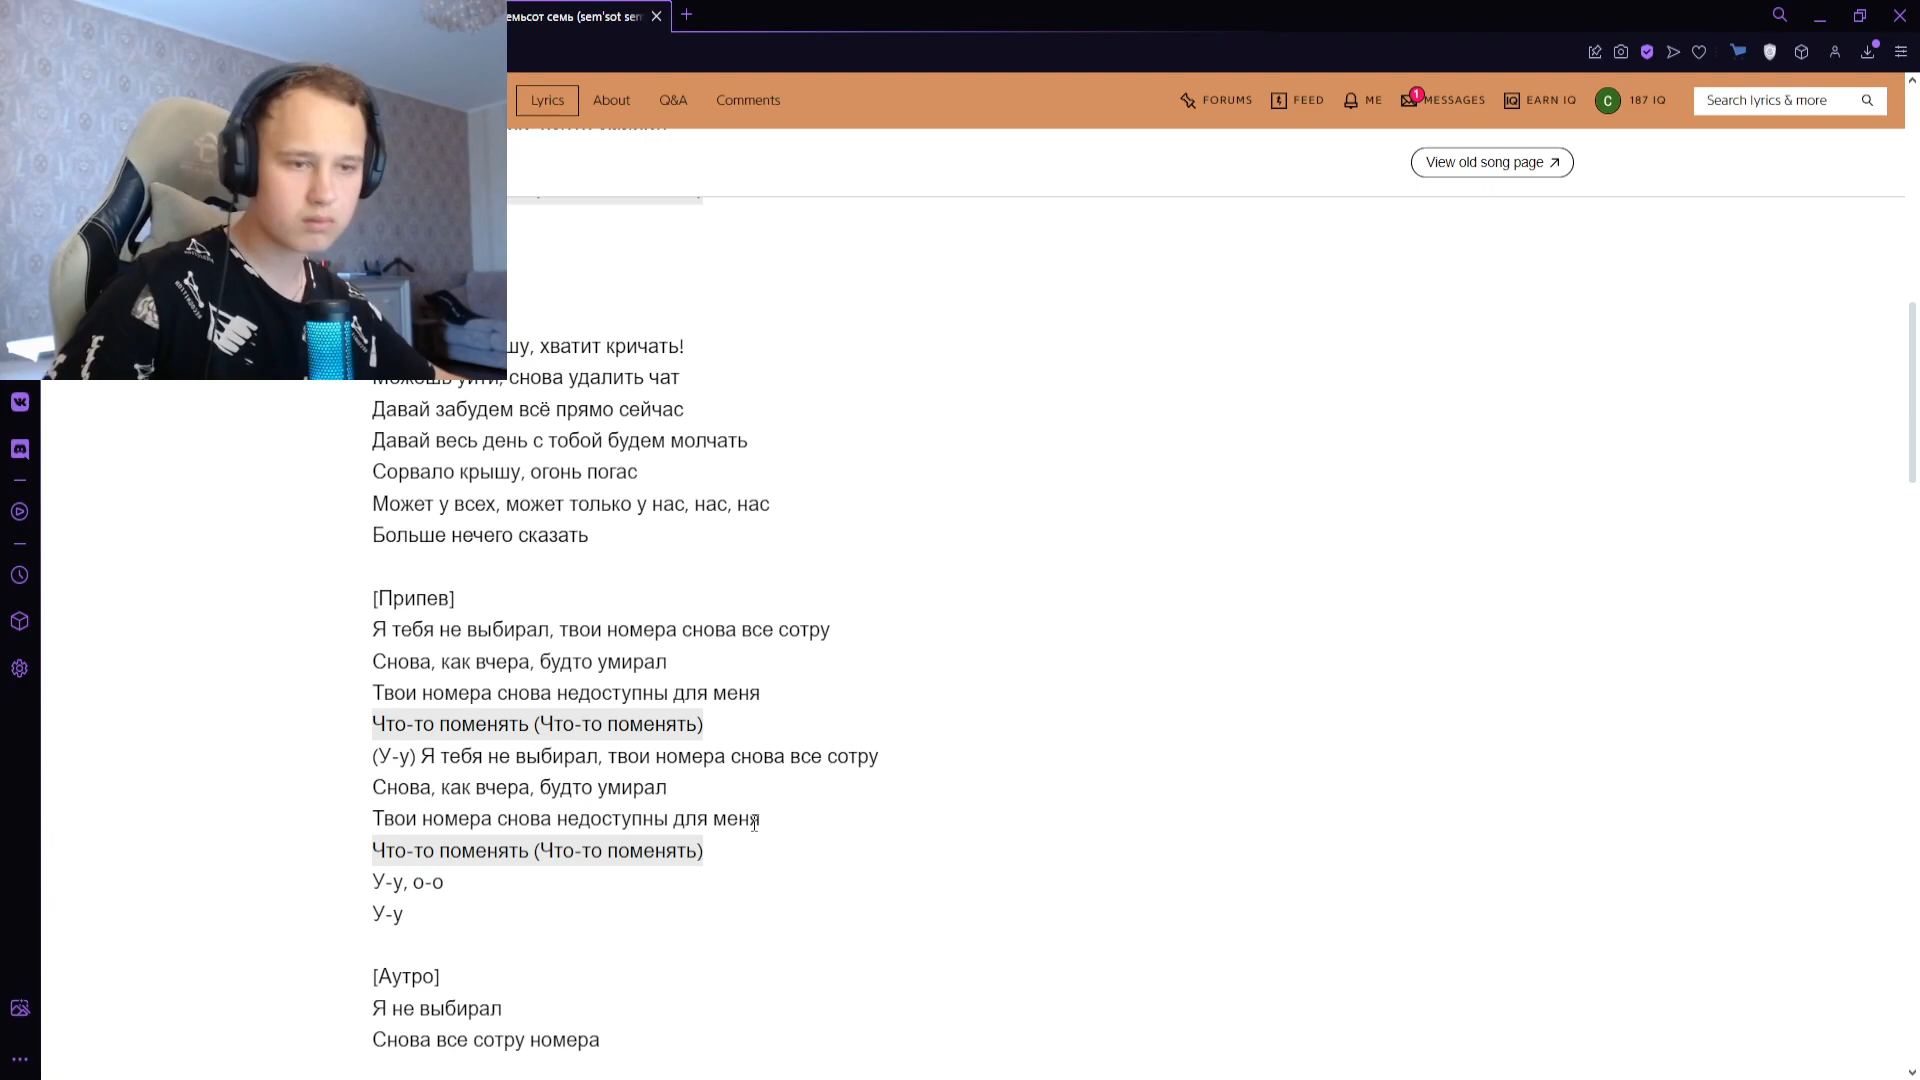 емьсот семь (sem'sot sem
Lyrics
About
Q&A
Comments
FORUMS
FEED
ME
1
MESSAGES
IQ
EARN IQ
C
187 IQ
Search lyrics & more
View old song page
шу, хватит кричать!
Можешь уйти, снова удалить чат
Давай забудем всё прямо сейчас
Давай весь день с тобой будем молчать
Сорвало крышу, огонь погас
Может у всех, может только у нас, нас, нас
Больше нечего сказать
[Припев]
Я тебя не выбирал, твои номера снова все сотру
Снова, как вчера, будто умирал
Твои номера снова недоступны для меня
Что-то поменять (Что-то поменять)
(У-у) Я тебя не выбирал, твои номера снова все сотру
Снова, как вчера, будто умирал
Твои номера снова недоступны для меня
Что-то поменять (Что-то поменять)
У-у, о-о
У-у
[Аутро]
Я не выбирал
Снова все сотру номера